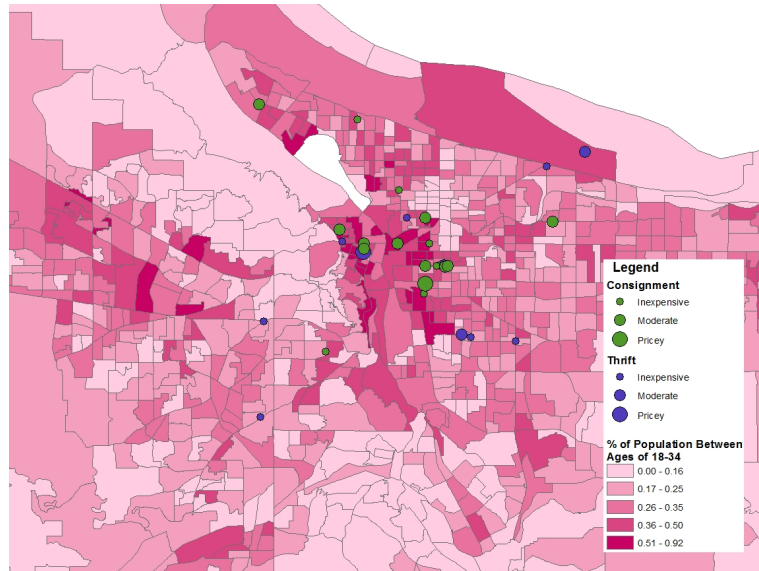 Legend
Consignment
Inexpensive
Moderate
Pricey
Thrift
Inexpensive
Moderate
Pricey
% of Population Between
Ages of 18-34
0.00 - 0.16
0.17 - 0.25
0.26 - 0.35
0.36 - 0.50
0.51 - 0.92